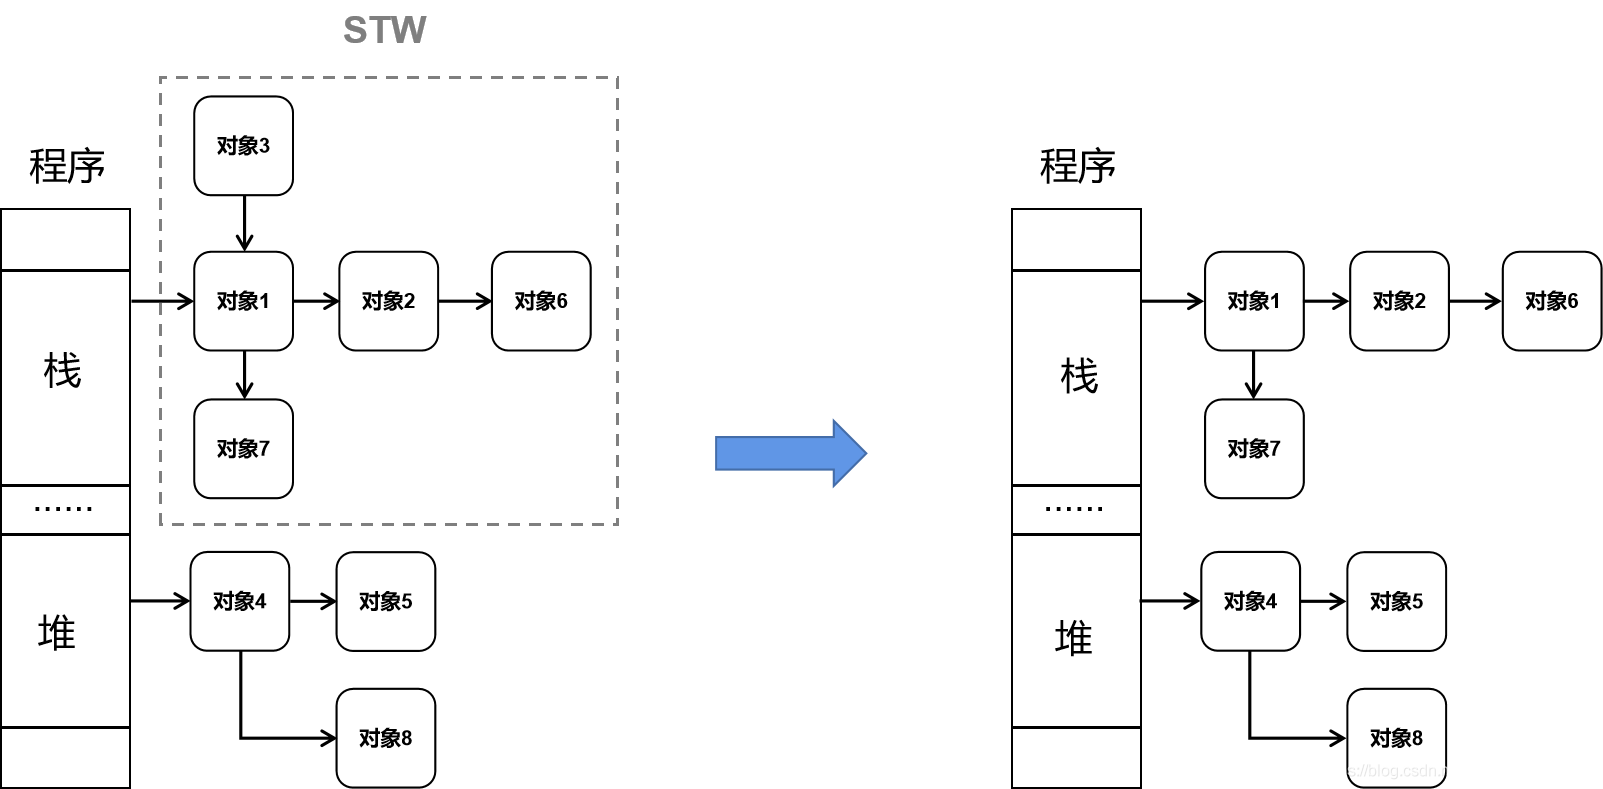 STW
程序
对象3
对象1
对象2
对象6
栈
对象7
......
对象4
对象5
堆
对象8
程序
对象1
对象2
对象6
栈
对象7
......
对象4
对象5
堆
对象8
s://blog.csdn.n